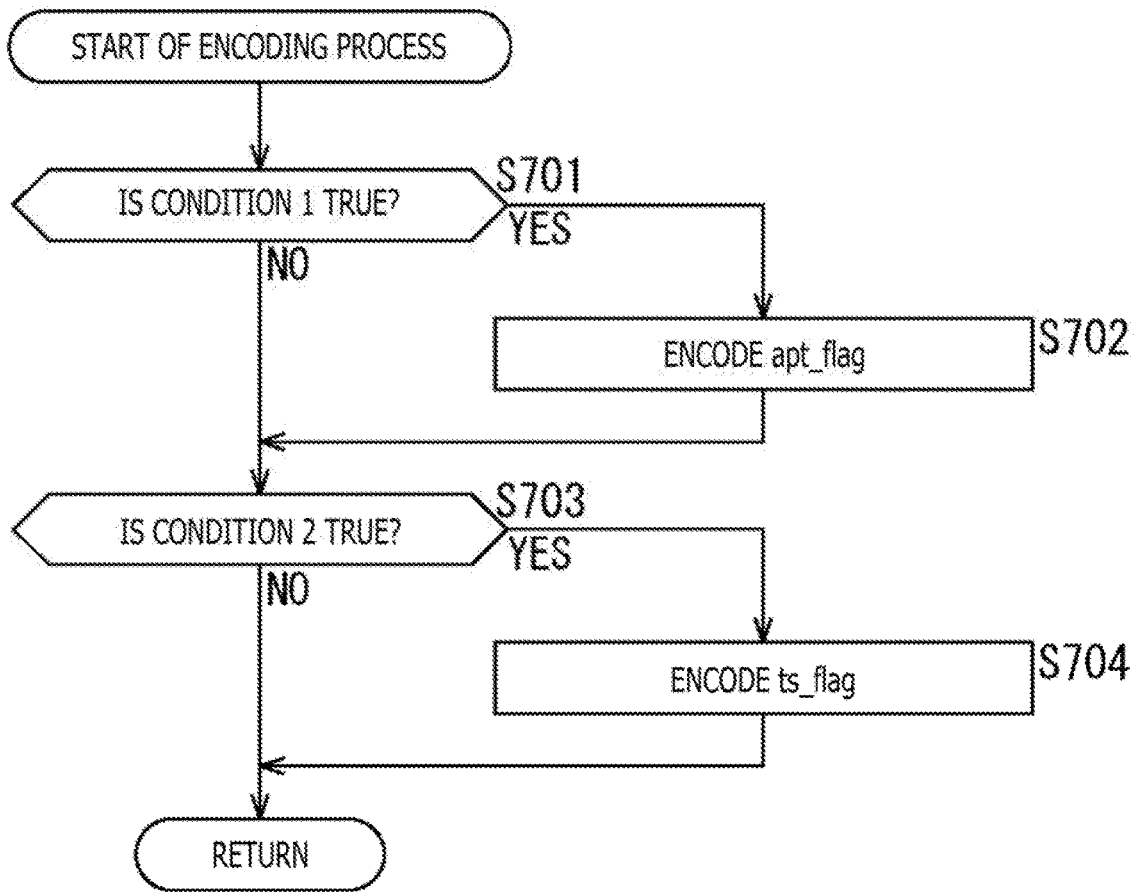 START OF ENCODING PROCESS
S701
IS CONDITION 1 TRUE?
YES
NO
S702
ENCODE apt_flag
S703
IS CONDITION 2 TRUE?
YES
NO
S704
ENCODE ts_flag
RETURN